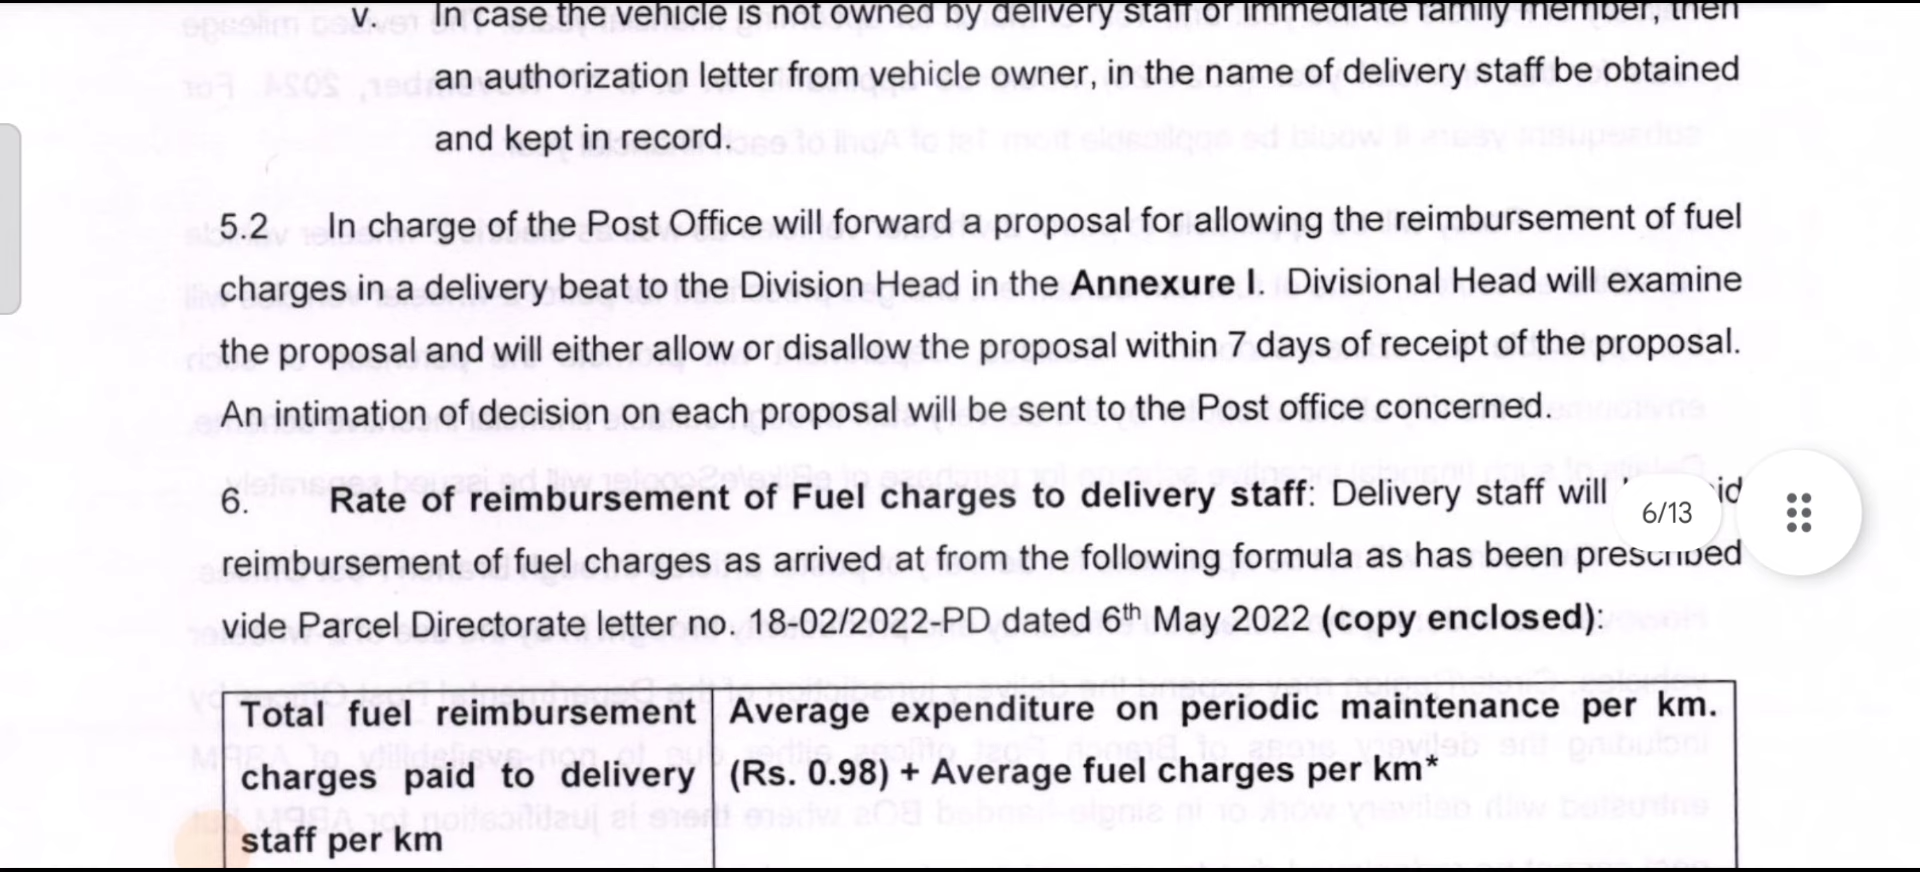 v. In case the vehicle is not owned by delivery staff or immediate family member, then
an authorization letter from vehicle owner, in the name of delivery staff be obtained
and kept in record.
5.2 In charge of the Post Office will forward a proposal for allowing the reimbursement of fuel
charges in a delivery beat to the Division Head in the Annexure I. Divisional Head will examine
the proposal and will either allow or disallow the proposal within 7 days of receipt of the proposal.
An intimation of decision on each proposal will be sent to the Post office concerned.
6. Rate of reimbursement of Fuel charges to delivery staff: Delivery staff will
6/13
reimbursement of fuel charges as arrived at from the following formula as has been prescribed
vide Parcel Directorate letter no. 18-02/2022-PD dated 6th May 2022 (copy enclosed):
Total fuel reimbursement
charges paid to delivery
staff per km
Average expenditure on periodic maintenance per km.
(Rs. 0.98) + Average fuel charges per km*